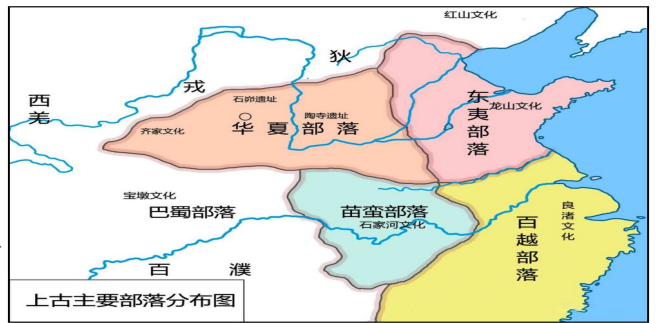 红山文化
狄
戎
西羌
石峁遗址
陶寺遗址
华夏部落
齐家文化
东夷部落
龙山文化
宝墩文化
巴蜀部落
苗蛮部落
石家河文化
百越部落
良渚文化
百濮
上古主要部落分布图